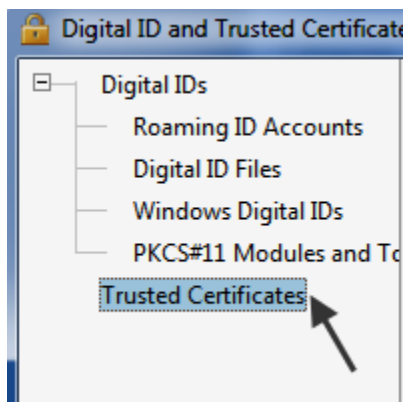 Digital ID and Trusted Certificate
Digital IDs
Roaming ID Accounts
Digital ID Files
Windows Digital IDs
PKCS#11 Modules and
Trusted Certificates